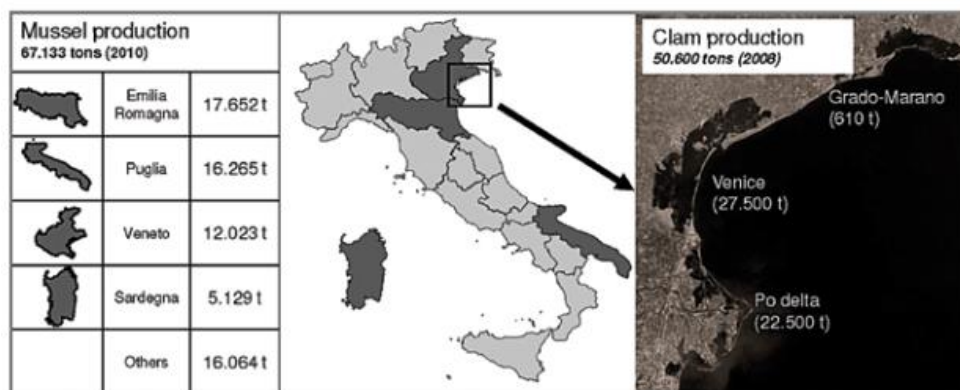 Mussel production
67.133 tons (2010)
Emilia
Romagna
17.652 t
Puglia
16.265 t
Veneto
12.023 t
Sardegna
5.129 t
Others
16.064 t
Clam production
50.600 tons (2008)
Grado-Marano
(610 t)
Venice
(27.500 t)
Po delta
(22.500 t)